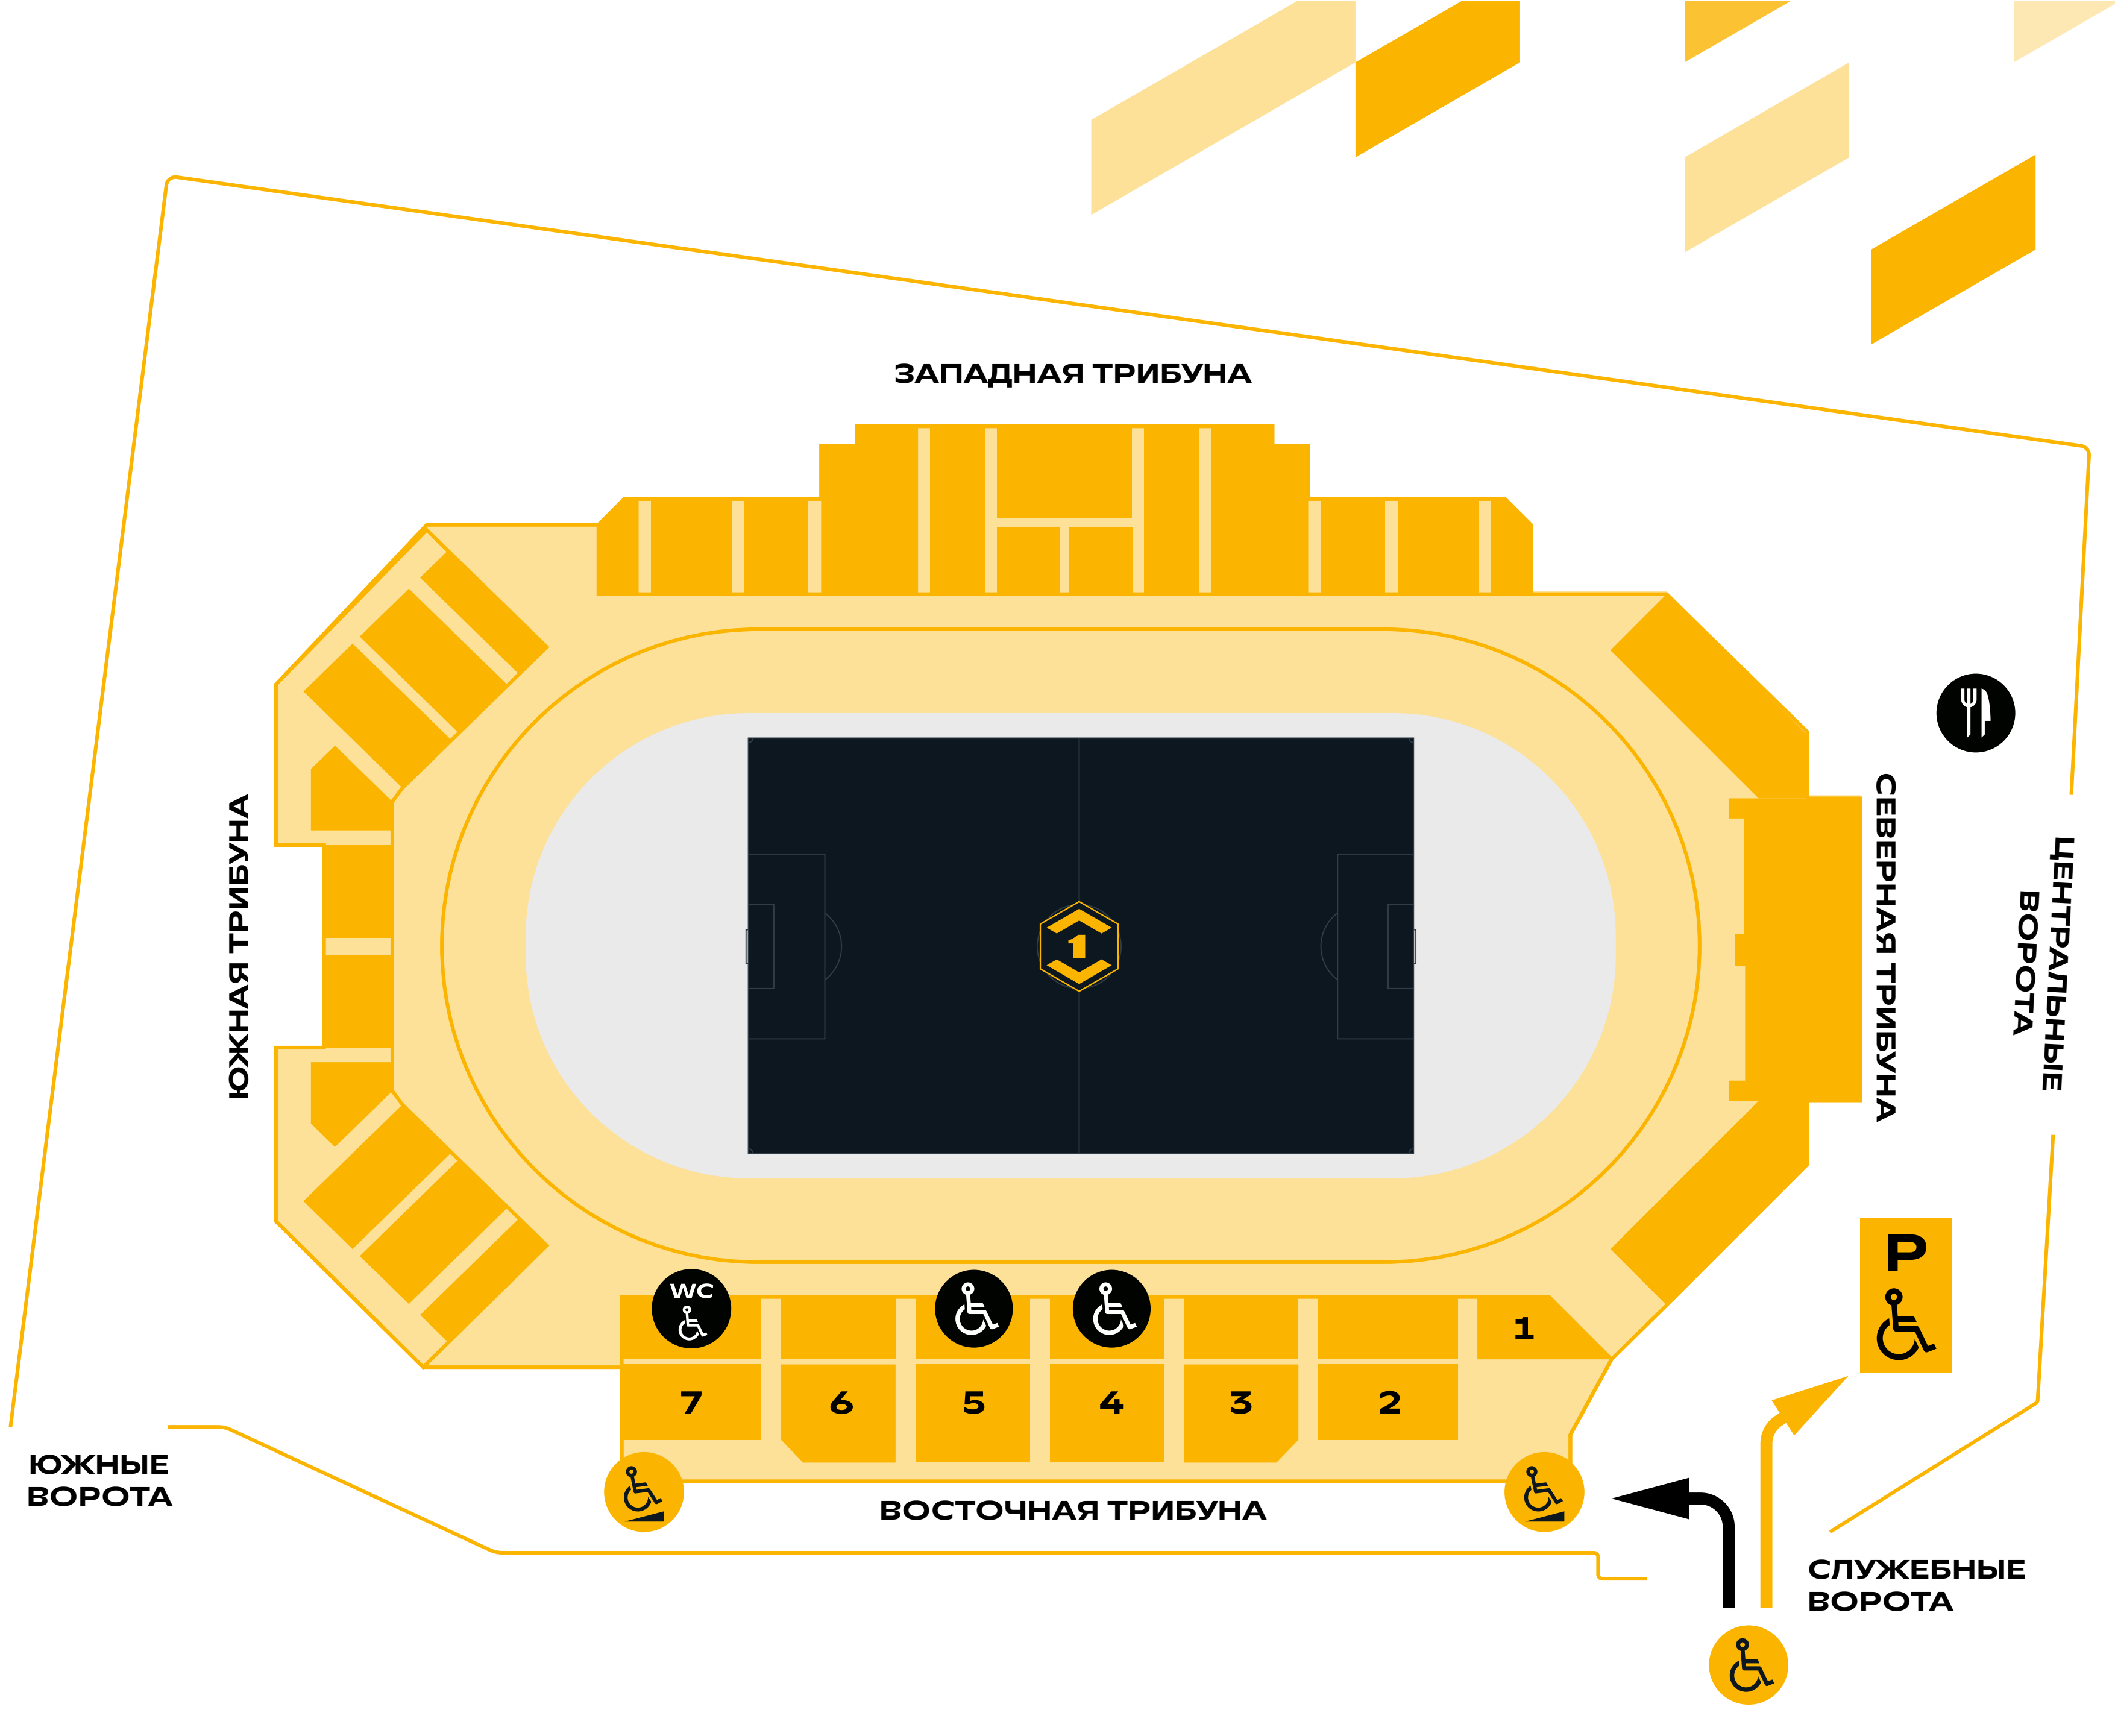 ЗАПАДНАЯ ТРИБУНА
ЮЖНАЯ ТРИБУНА
1
СЕВЕРНАЯ ТРИБУНА
ЦЕНТРАЛЬНЫЕ
ВОРОТА
P
WC
1
7
6
5
4
3
2
ВОСТОЧНАЯ ТРИБУНА
ЮЖНЫЕ
ВОРОТА
СЛУЖЕБНЫЕ
ВОРОТА